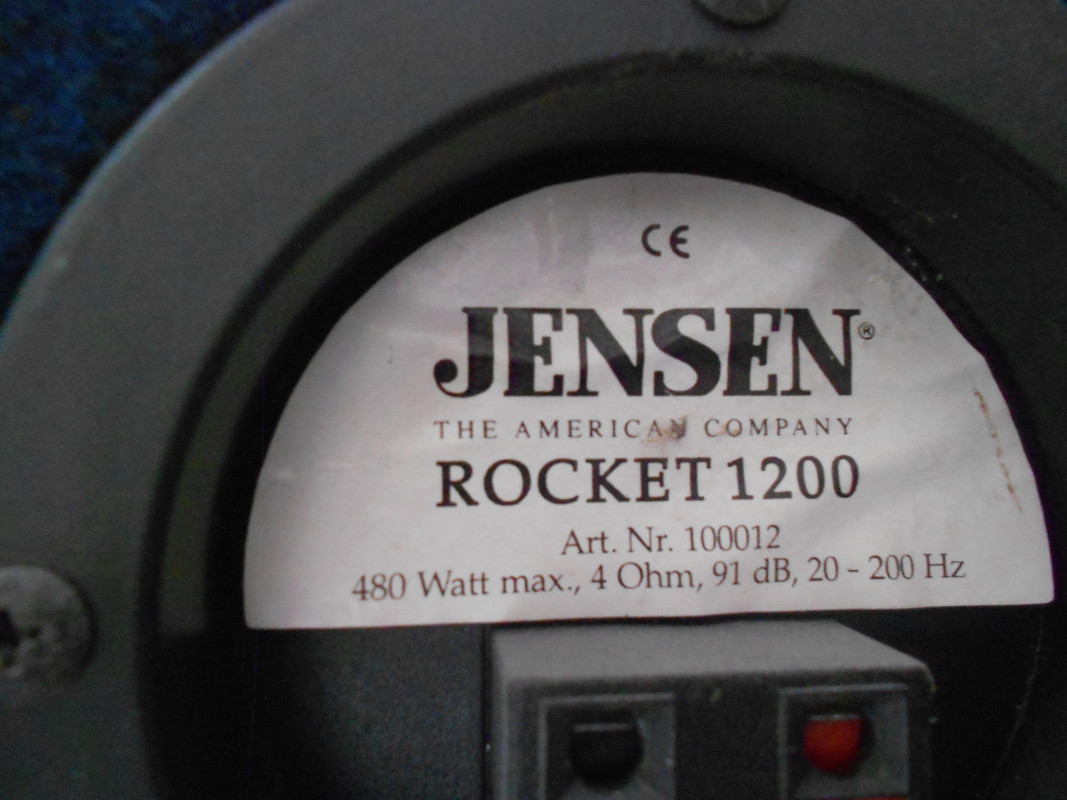 CE
JENSEN®
THE AMERICAN COMPANY
ROCKET 1200
Art. Nr. 100012
480 Watt max., 4 Ohm, 91 dB, 20 - 200 Hz